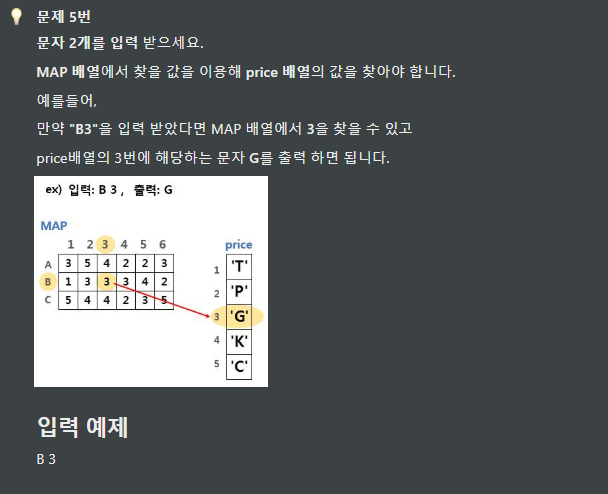 문제 5번
문자 2개를 입력 받으세요.
MAP 배열에서 찾을 값을 이용해 price 배열의 값을 찾아야 합니다.
예를들어,
만약 "B3"을 입력 받았다면 MAP 배열에서 3을 찾을 수 있고
price배열의 3번에 해당하는 문자 G를 출력 하면 됩니다.
ex) 입력: B 3 , 출력: G
MAP
1 2 3 4 5 6
A 3 5 4 2 2 3
B 1 3 3 3 4 2
C 5 4 4 2 3 5
price
1 'T'
2 'P'
3 'G'
4 'K'
5 'C'
입력 예제
B 3